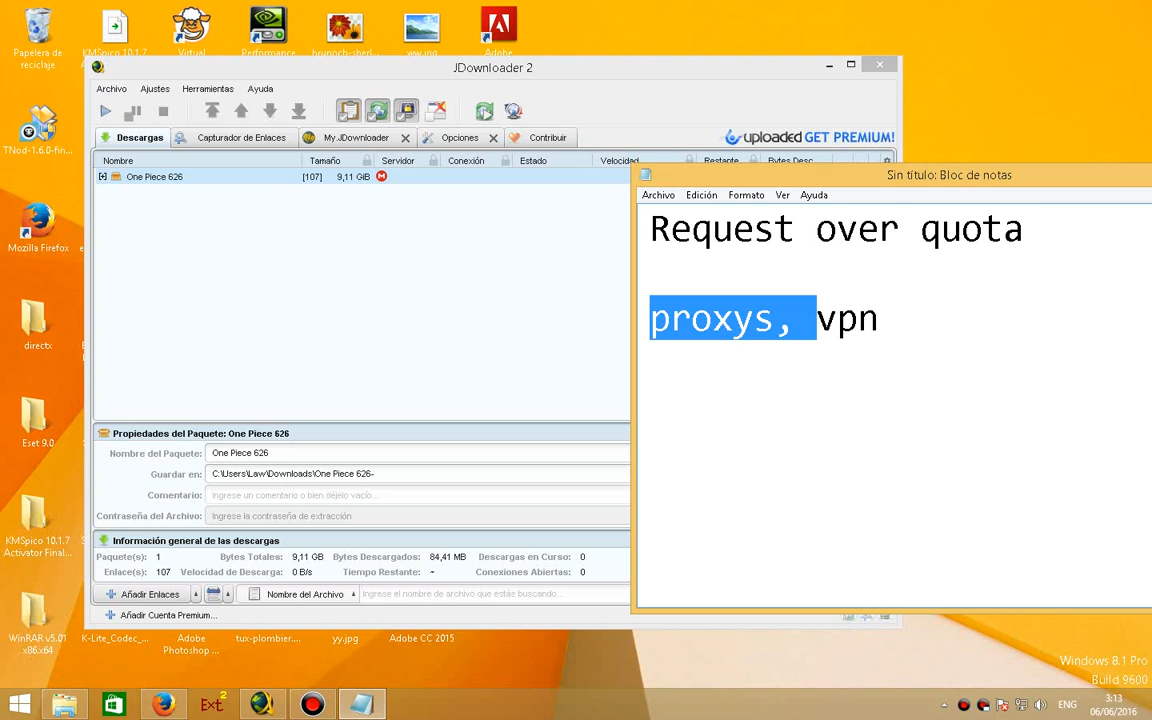 Papelera de
reciclaje
KMSpico 10.1.7
Virtual
Performance
brunoch-sherl...
yww.jpg
Adobe
JDownloader 2
Archivo Ajustes Herramientas Ayuda
Descargas Capturador de Enlaces My.JDownloader Opciones Contribuir
uploaded GET PREMIUM!
Nombre Tamaño Servidor Conexión Estado Velocidad Restante Bytes Desc...
One Piece 626 [107] 9,11 GiB
Sin título: Bloc de notas
Archivo Edición Formato Ver Ayuda
Request over quota
proxys, vpn
TNod-1.6.0-fin...
Mozilla Firefox
directx
Eset 9.0
KMSpico 10.1.7
Activator Final...
WinRAR v5.01
x86.x64
Propiedades del Paquete: One Piece 626
Nombre del Paquete: One Piece 626
Guardar en: C:\Users\Law\Downloads\One Piece 626-
Comentario: Ingrese un comentario o bien déjelo vacío...
Contraseña del Archivo: Ingrese la contraseña de extracción
Información general de las descargas
Paquete(s): 1 Bytes Totales: 9,11 GB Bytes Descargados: 84,41 MB Descargas en Curso: 0
Enlace(s): 107 Velocidad de Descarga: 0 B/s Tiempo Restante: ~ Conexiones Abiertas: 0
Añadir Enlaces Nombre del Archivo Ingrese el nombre de archivo que estás buscando...
Añadir Cuenta Premium...
K-Lite_Codec_...
Adobe
Photoshop ...
tux-plombier....
yy.jpg
Adobe CC 2015
Windows 8.1 Pro
Build 9600
Ext2
ENG
3:13
06/06/2016